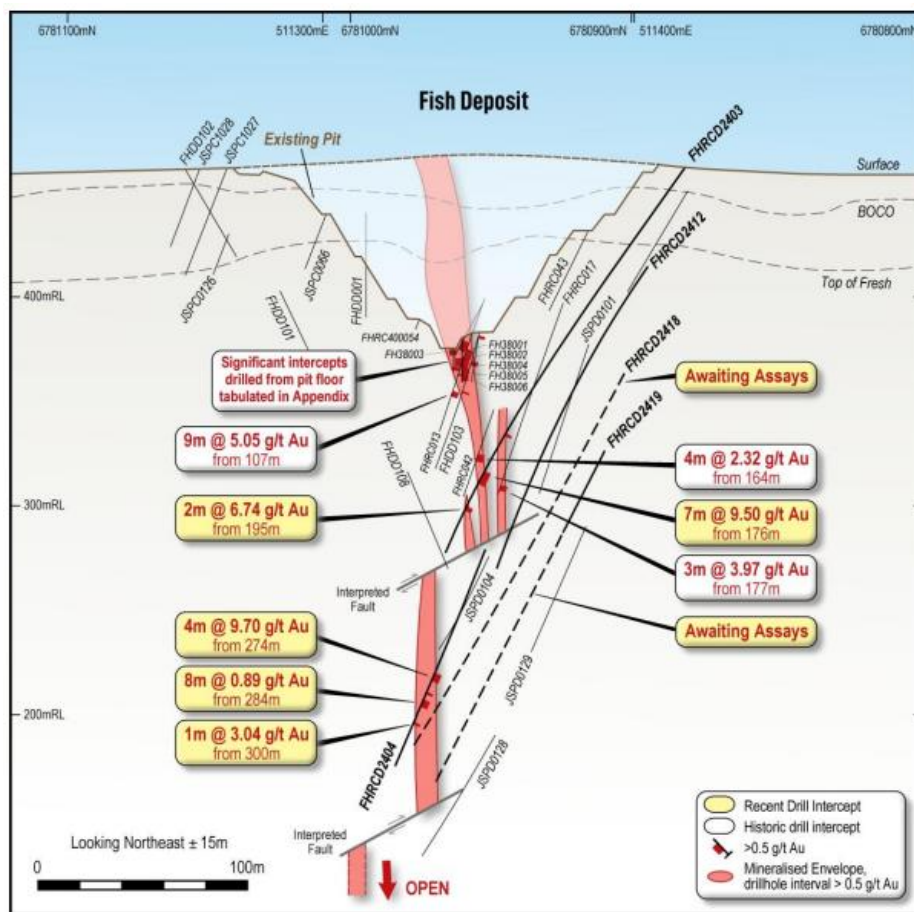 6781100mN
511300mE
6781000mN
6780900mN
511400mE
6780800mN
Fish Deposit
FHDD102
JSPC1028
JSPC1027
Existing Pit
FHRCD2403
Surface
BOCO
FHRCD2412
Top of Fresh
JSPC0126
JSPC0066
FHDD001
FHRC043
FHRC017
JSPD0101
400mRL
FHDD101
FHRC400054
FH38003
FH38001
FH38002
FH38004
FH38005
FH38006
FHRCD2418
FHRCD2419
Significant intercepts
drilled from pit floor
tabulated in Appendix
Awaiting Assays
9m @ 5.05 g/t Au
from 107m
FHRC013
FHDD103
FHRC042
FHDD108
4m @ 2.32 g/t Au
from 164m
300mRL
2m @ 6.74 g/t Au
from 195m
7m @ 9.50 g/t Au
from 176m
3m @ 3.97 g/t Au
from 177m
Interpreted
Fault
JSPD0104
4m @ 9.70 g/t Au
from 274m
Awaiting Assays
8m @ 0.89 g/t Au
from 284m
JSPD0129
200mRL
1m @ 3.04 g/t Au
from 300m
FHRCD2404
JSPD0128
Interpreted
Fault
Looking Northeast ± 15m
0
100m
OPEN
Recent Drill Intercept
Historic drill intercept
>0.5 g/t Au
Mineralised Envelope,
drillhole interval > 0.5 g/t Au